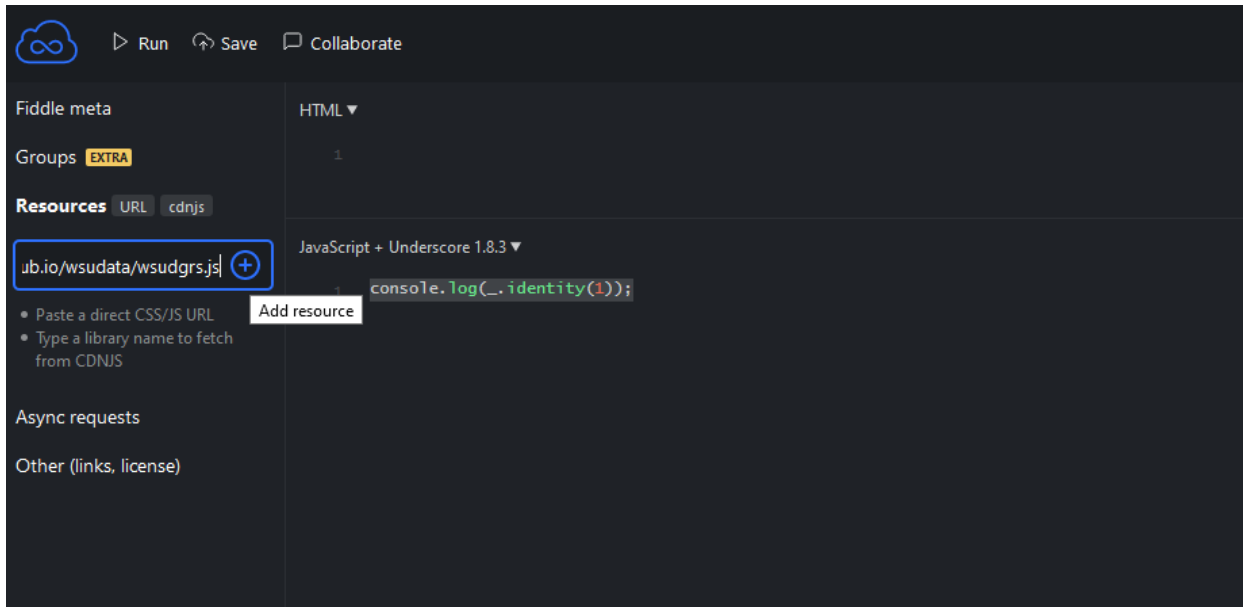 Run Save Collaborate
Fiddle meta
Groups EXTRA
Resources URL cdnjs
ub.io/wsudata/wsudgrs.js
Add resource
• Paste a direct CSS/JS URL
• Type a library name to fetch
from CDNJS
Async requests
Other (links, license)
HTML ▼
1
JavaScript + Underscore 1.8.3 ▼
1 console.log(_.identity(1));